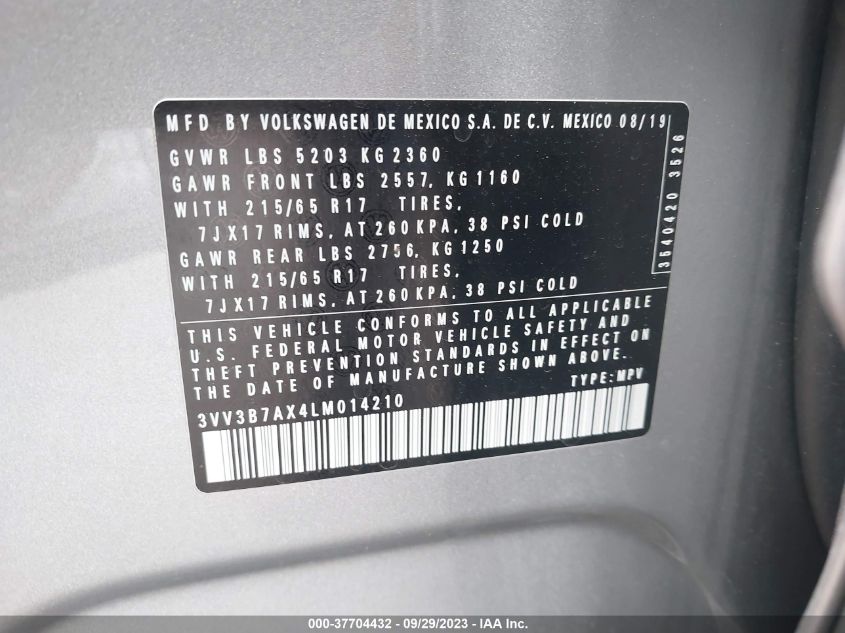 MFD BY VOLKSWAGEN DE MEXICO S.A. DE C.V. MEXICO 08/19
GVWR LBS 5203 KG 2360
GAWR FRONT LBS 2557, KG 1160
WITH 215/65 R17 TIRES,
7JX17 RIMS, AT 260 KPA, 38 PSI COLD
GAWR REAR LBS 2756, KG 1250
WITH 215/65 R17 TIRES,
7JX17 RIMS, AT 260 KPA, 38 PSI COLD
3540420 3526
THIS VEHICLE CONFORMS TO ALL APPLICABLE
U.S. FEDERAL MOTOR VEHICLE SAFETY AND
THEFT PREVENTION STANDARDS IN EFFECT ON
THE DATE OF MANUFACTURE SHOWN ABOVE.
TYPE: MPV
3VV3B7AX4LM014210
000-37704432 - 09/29/2023 - IAA Inc.